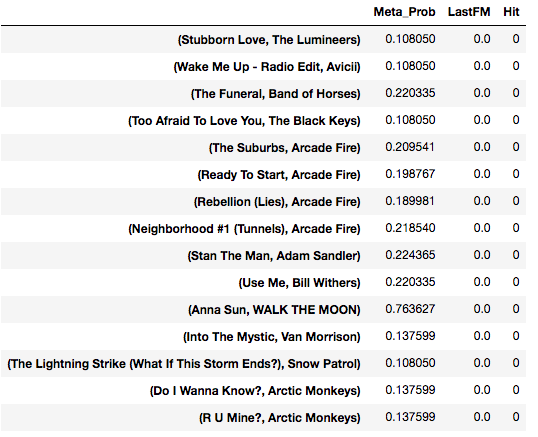 Meta_Prob LastFM Hit
(Stubborn Love, The Lumineers) 0.108050 0.0 0
(Wake Me Up - Radio Edit, Avicii) 0.108050 0.0 0
(The Funeral, Band of Horses) 0.220335 0.0 0
(Too Afraid To Love You, The Black Keys) 0.108050 0.0 0
(The Suburbs, Arcade Fire) 0.209541 0.0 0
(Ready To Start, Arcade Fire) 0.198767 0.0 0
(Rebellion (Lies), Arcade Fire) 0.189981 0.0 0
(Neighborhood #1 (Tunnels), Arcade Fire) 0.218540 0.0 0
(Stan The Man, Adam Sandler) 0.224365 0.0 0
(Use Me, Bill Withers) 0.220335 0.0 0
(Anna Sun, WALK THE MOON) 0.763627 0.0 0
(Into The Mystic, Van Morrison) 0.137599 0.0 0
(The Lightning Strike (What If This Storm Ends?), Snow Patrol) 0.108050 0.0 0
(Do I Wanna Know?, Arctic Monkeys) 0.137599 0.0 0
(R U Mine?, Arctic Monkeys) 0.137599 0.0 0